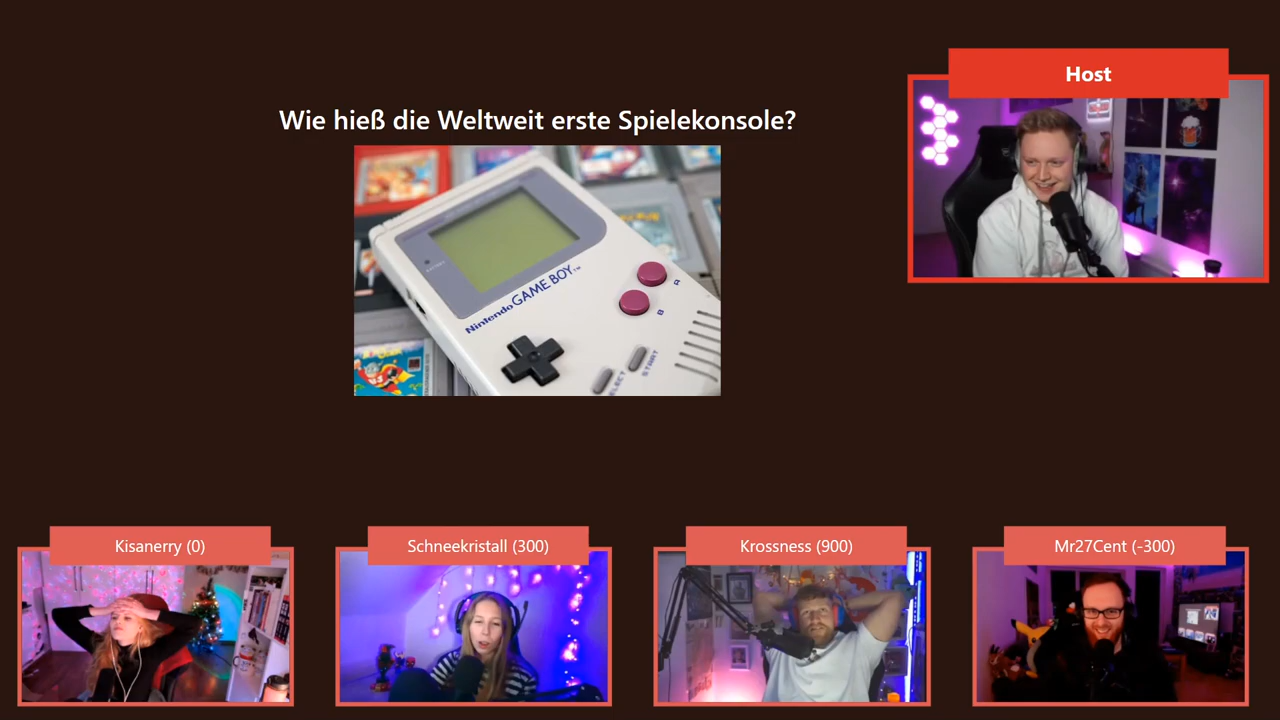 Host
Wie hieß die Weltweit erste Spielekonsole?
Nintendo GAME BOY™
A
B
SELECT
START
Kisanerry (0)
Schneekristall (300)
Krossness (900)
Mr27Cent (-300)